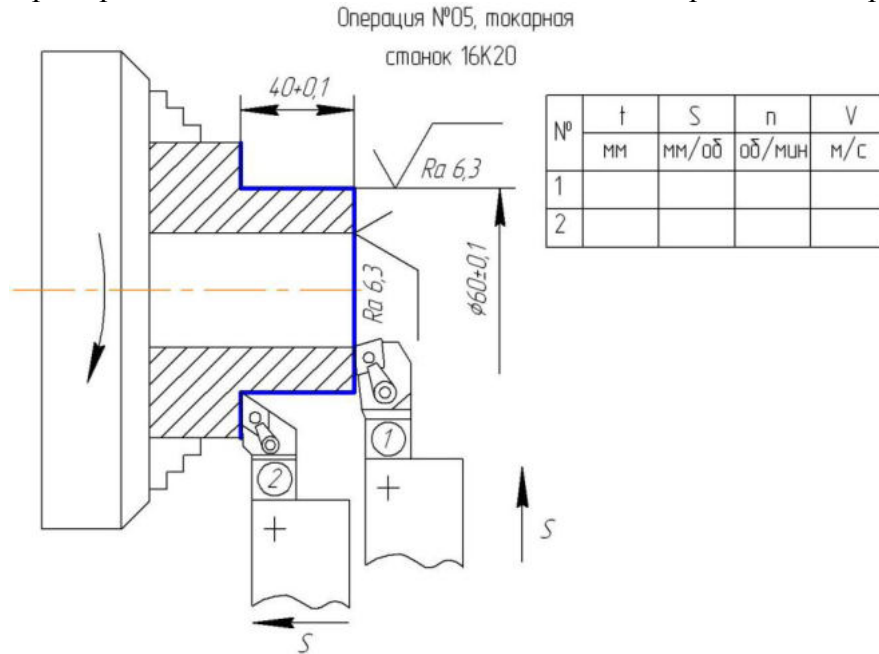 Операция №05, токарная
станок 16К20
40+0,1
Ra 6,3
Ra 6,3
⌀60±0,1
№ t S n V
мм мм/об об/мин м/с
1
2
1
2
S
S